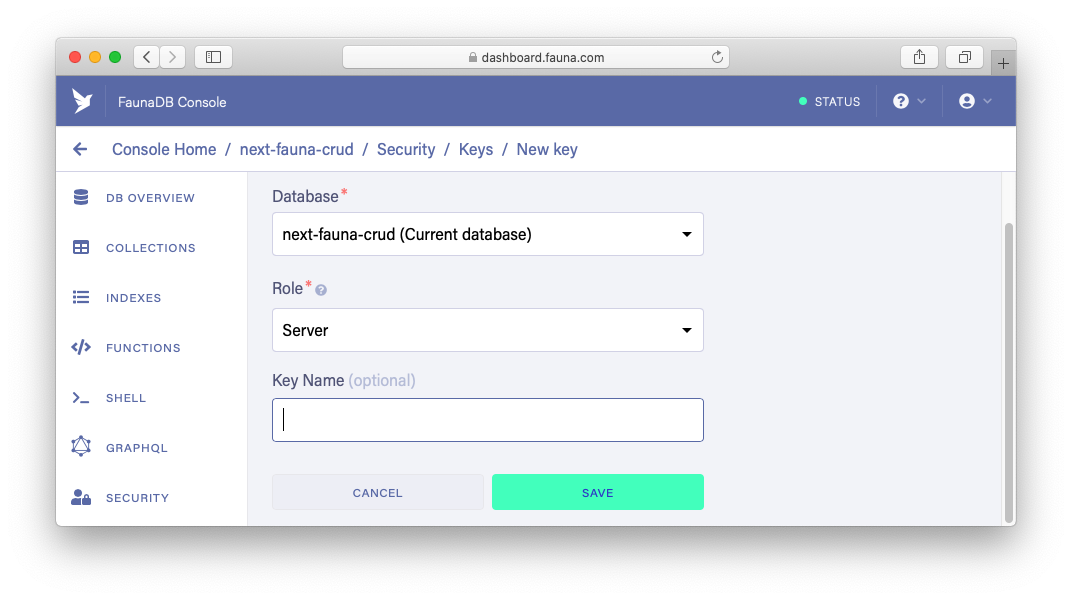 dashboard.fauna.com
FaunaDB Console
STATUS
?
Console Home / next-fauna-crud / Security / Keys / New key
DB OVERVIEW
COLLECTIONS
INDEXES
FUNCTIONS
SHELL
GRAPHQL
SECURITY
Database*
next-fauna-crud (Current database)
Role* ?
Server
Key Name (optional)
CANCEL
SAVE